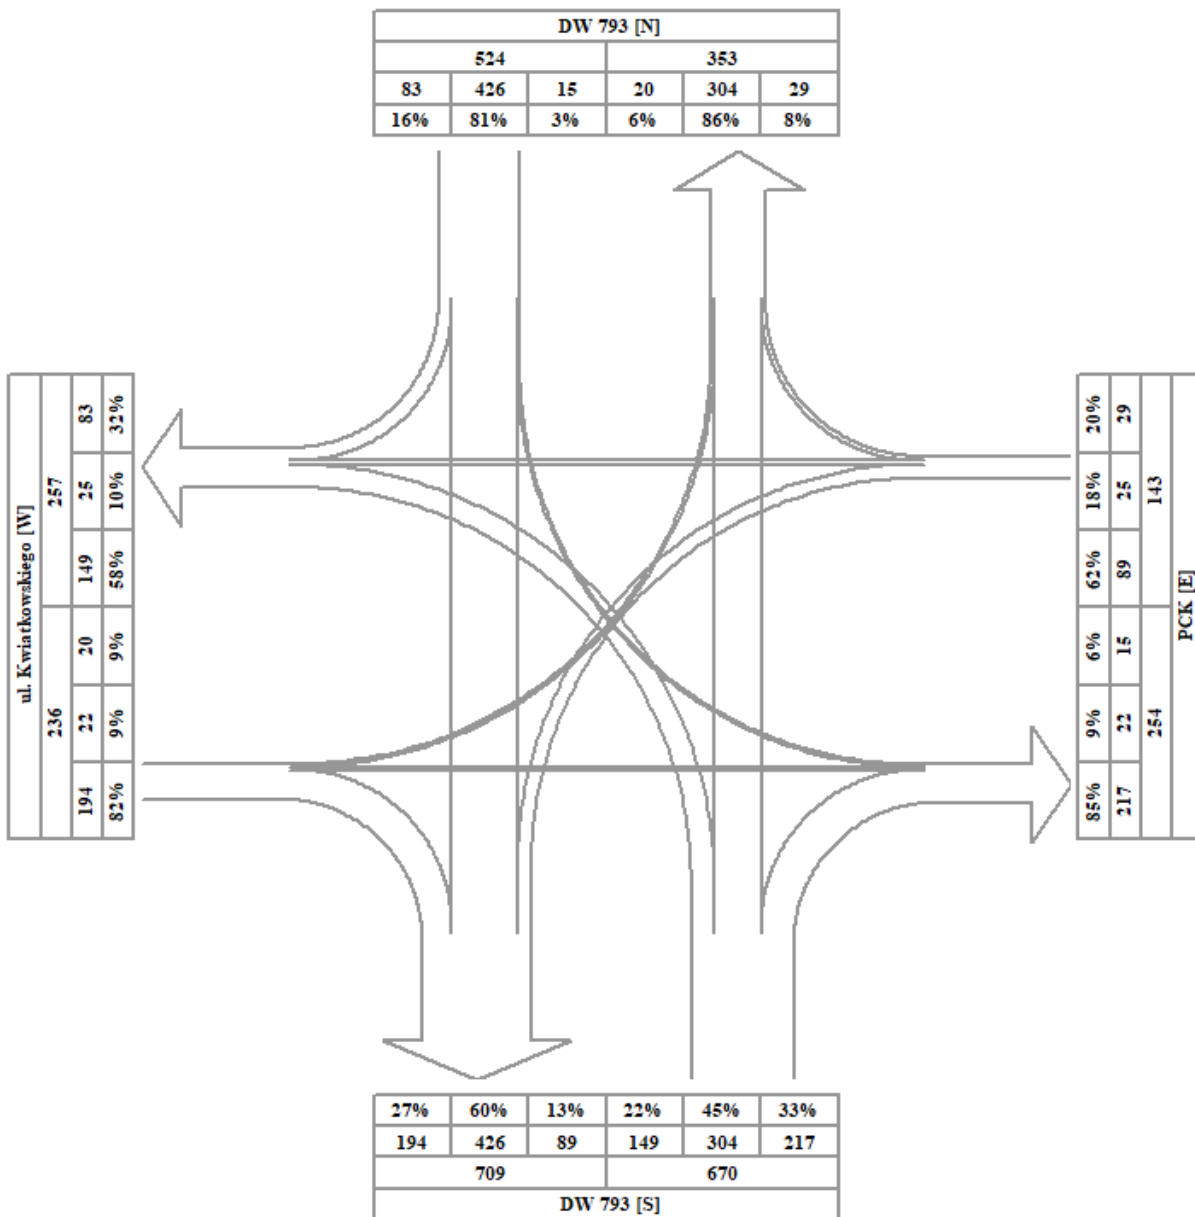 DW 793 [N]
524 353
83 426 15 20 304 29
16% 81% 3% 6% 86% 8%
ul. Kwiatkowskiego [W]
236 257
194 22 20 149 25 83
82% 9% 9% 58% 10% 32%
20% 18% 62% 6% 9% 85%
29 25 89 15 22 217
143 254
PCK [E]
27% 60% 13% 22% 45% 33%
194 426 89 149 304 217
709 670
DW 793 [S]